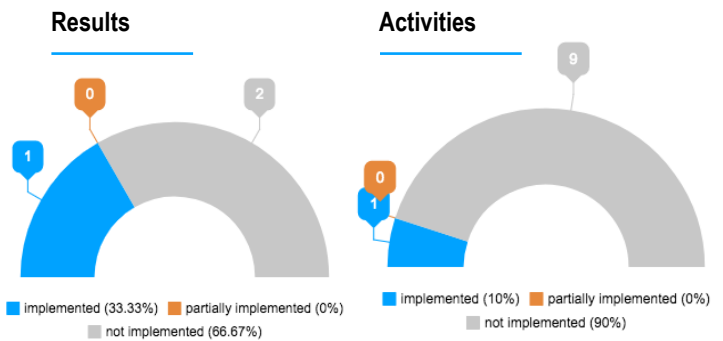 Results
0
2
1
implemented (33.33%) partially implemented (0%)
not implemented (66.67%)
Activities
9
0
1
implemented (10%) partially implemented (0%)
not implemented (90%)